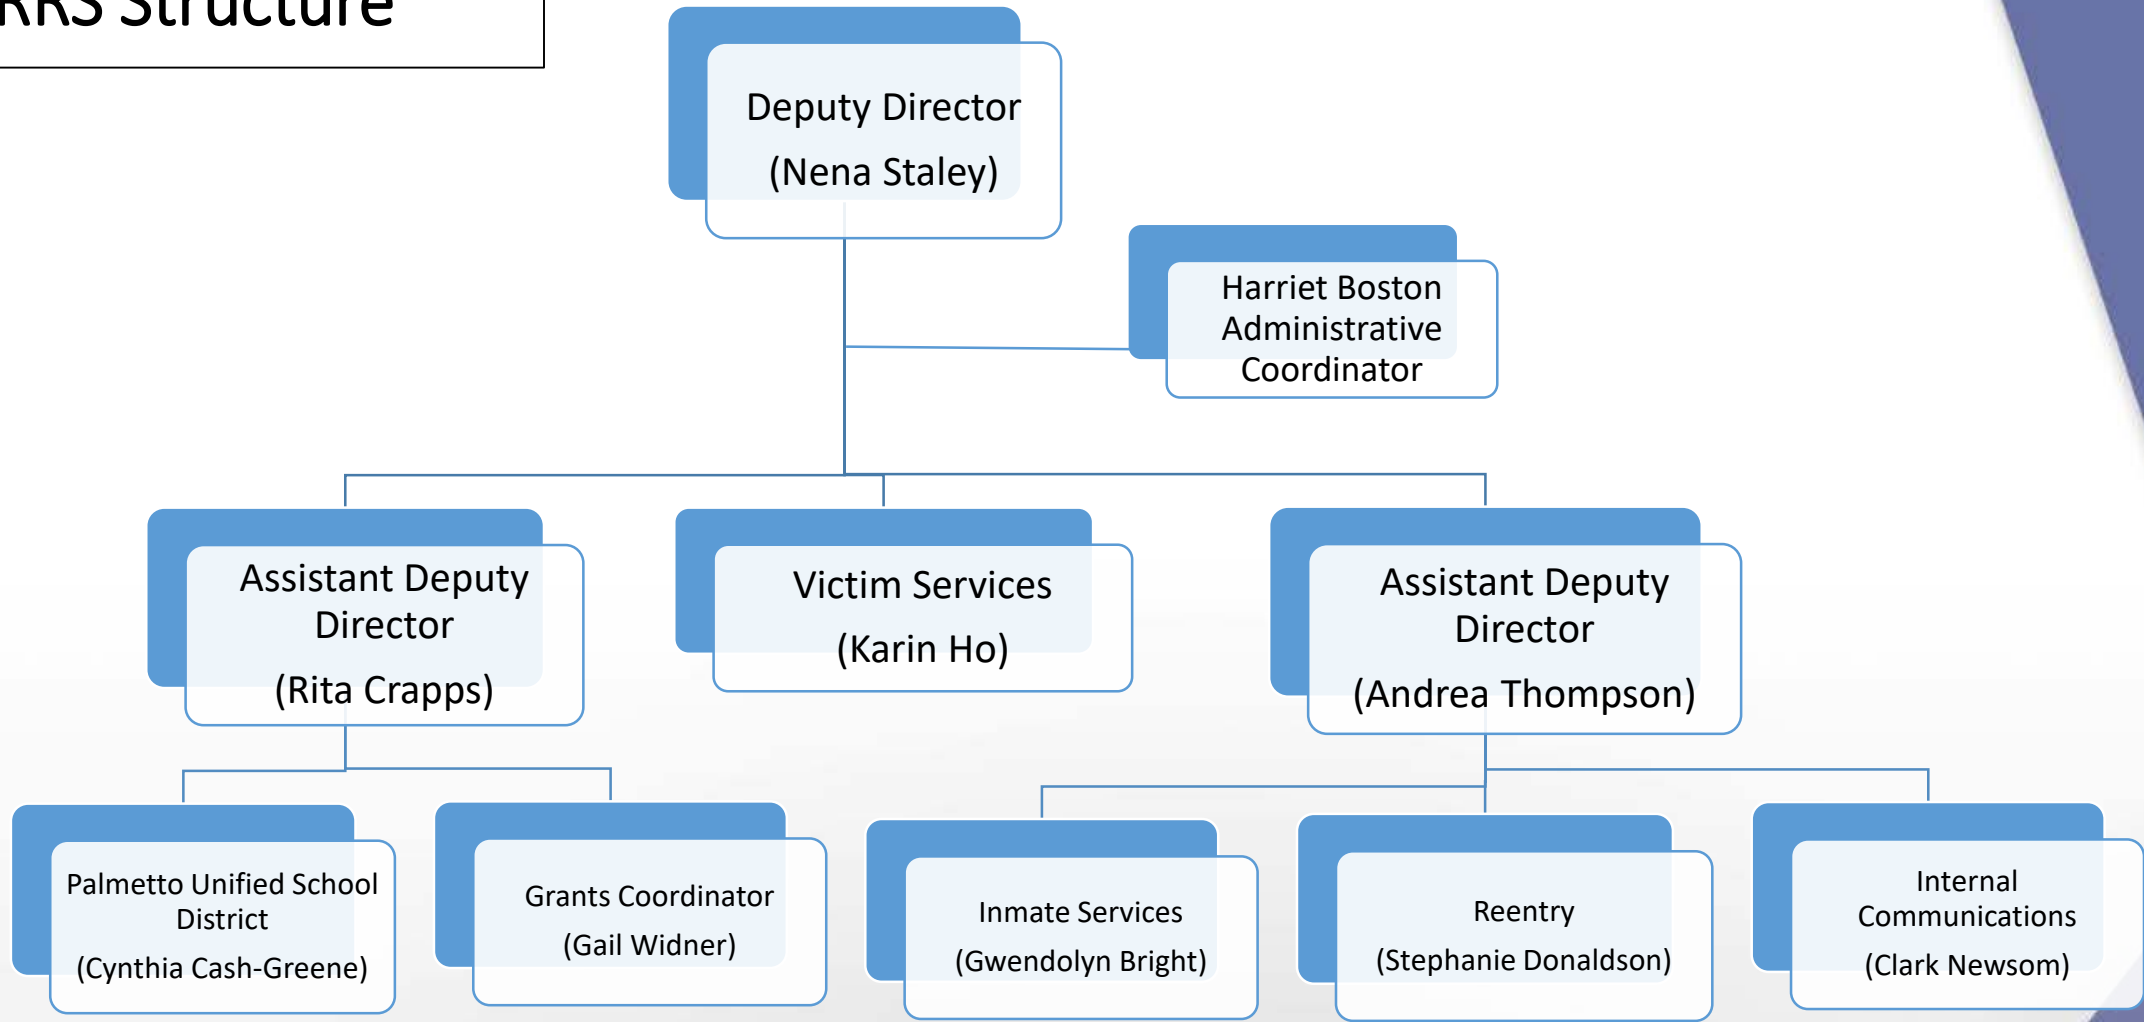 RRS Structure
Deputy Director
(Nena Staley)
Harriet Boston
Administrative
Coordinator
Assistant Deputy
Director
(Rita Crapps)
Victim Services
(Karin Ho)
Assistant Deputy
Director
(Andrea Thompson)
Palmetto Unified School
District
(Cynthia Cash-Greene)
Grants Coordinator
(Gail Widner)
Inmate Services
(Gwendolyn Bright)
Reentry
(Stephanie Donaldson)
Internal
Communications
(Clark Newsom)